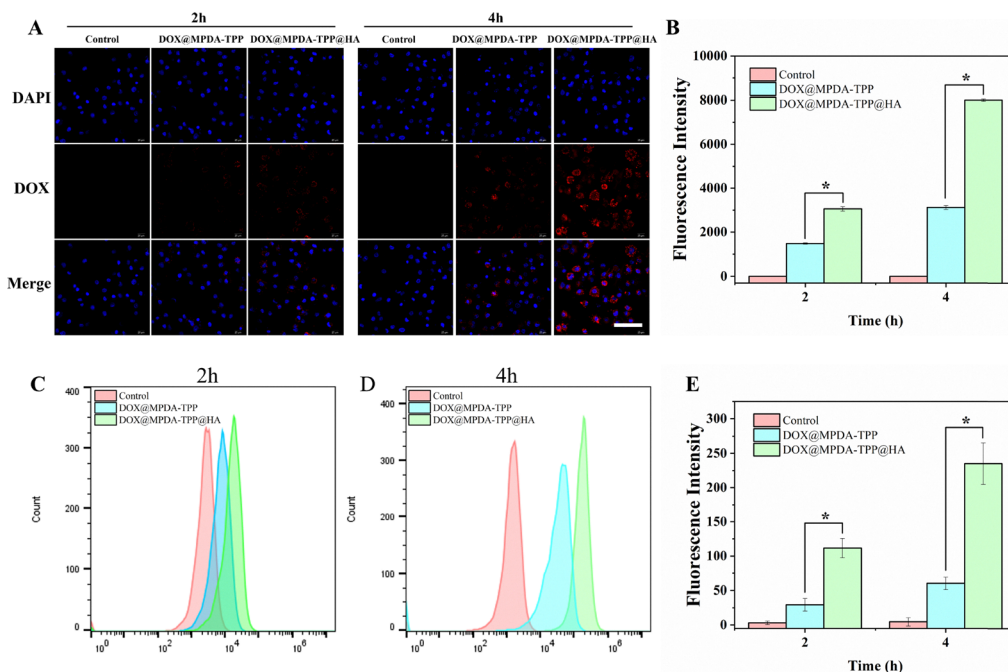 A
2h
4h
Control DOX@MPDA-TPP DOX@MPDA-TPP@HA
Control DOX@MPDA-TPP DOX@MPDA-TPP@HA
DAPI
DOX
Merge
B
Fluorescence Intensity
10000
8000
6000
4000
2000
0
Control
DOX@MPDA-TPP
DOX@MPDA-TPP@HA
*
*
2 4
Time (h)
C
2h
Count
400
300
200
100
0
Control
DOX@MPDA-TPP
DOX@MPDA-TPP@HA
10^0 10^2 10^4 10^6
D
4h
Count
400
300
200
100
0
Control
DOX@MPDA-TPP
DOX@MPDA-TPP@HA
10^0 10^2 10^4 10^6
E
Fluorescence Intensity
300
250
200
150
100
50
0
Control
DOX@MPDA-TPP
DOX@MPDA-TPP@HA
*
*
2 4
Time (h)